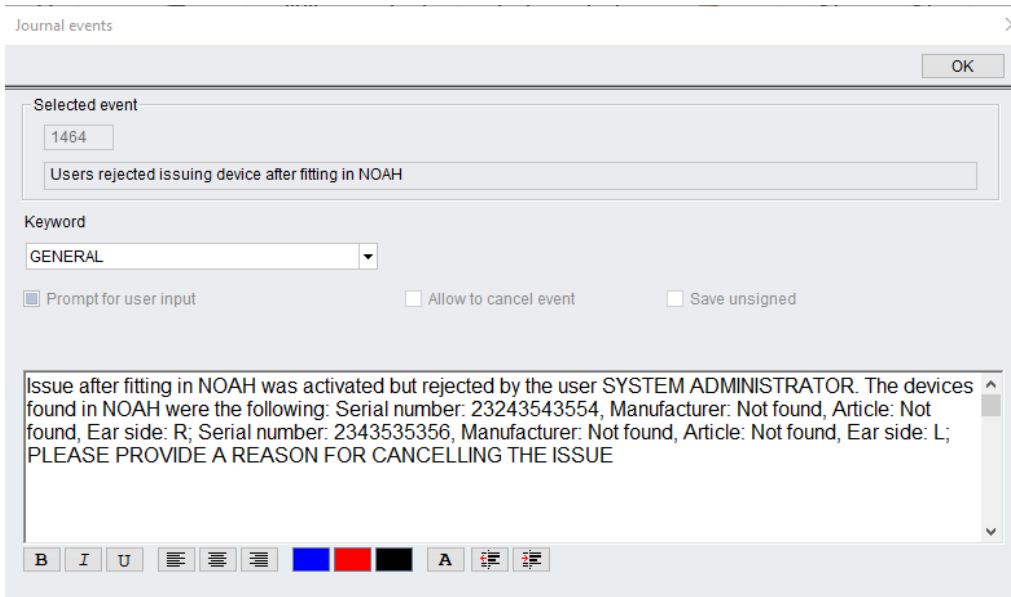 Journal events
OK
Selected event
1464
Users rejected issuing device after fitting in NOAH
Keyword
GENERAL
Prompt for user input
Allow to cancel event
Save unsigned
Issue after fitting in NOAH was activated but rejected by the user SYSTEM ADMINISTRATOR. The devices
found in NOAH were the following: Serial number: 23243543554, Manufacturer: Not found, Article: Not
found, Ear side: R; Serial number: 2343535356, Manufacturer: Not found, Article: Not found, Ear side: L;
PLEASE PROVIDE A REASON FOR CANCELLING THE ISSUE
B I U A